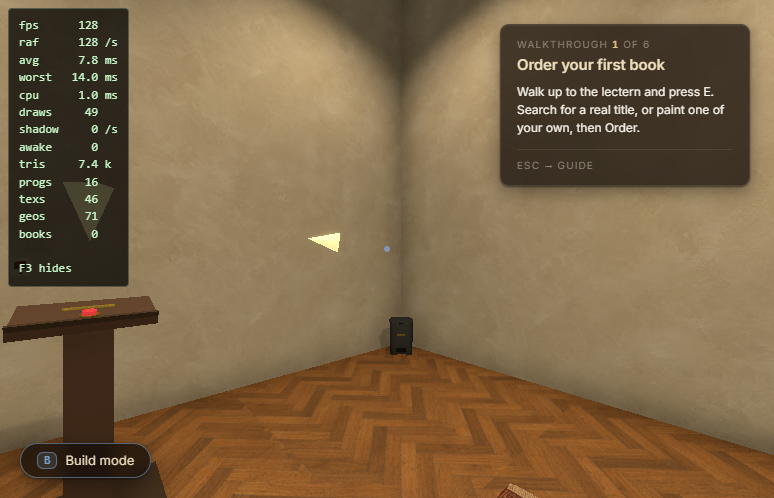 fps 128
raf 128 /s
avg 7.8 ms
worst 14.0 ms
cpu 1.0 ms
draws 49
shadow 0 /s
awake 0
tris 7.4 k
progs 16
texs 46
geos 71
books 0
F3 hides
WALKTHROUGH 1 OF 6
Order your first book
Walk up to the lectern and press E.
Search for a real title, or paint one of
your own, then Order.
ESC → GUIDE
B Build mode